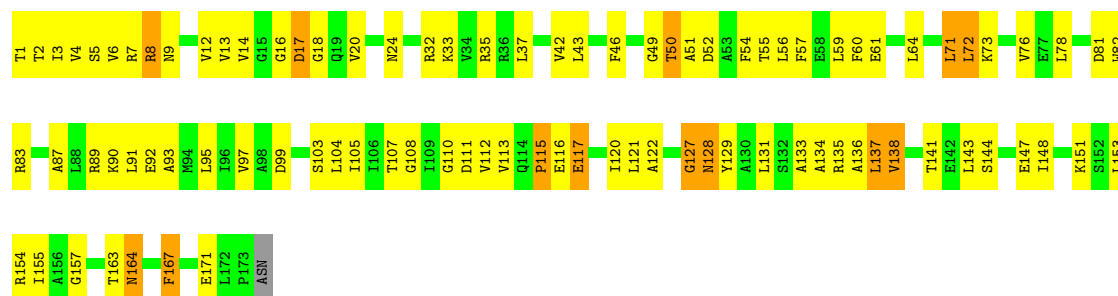 T1 T2 I3 V4 S5 V6 R7 R8 N9 V12 V13 V14 G15 G16 D17 G18 Q19 V20 N24 R32 K33 V34 R35 R36 L37 V42 L43 F46 G49 T50 A51 D52 A53 F54 T55 L56 F57 E58 L59 F60 E61 L64 L71 L72 K73 V76 E77 L78 D81
R83 A87 L88 R89 K90 L91 E92 A93 M94 L95 I96 V97 A98 D99 S103 L104 I105 I106 T107 G108 I109 G110 D111 V112 V113 Q114 P115 E116 E117 I120 L121 A122 G127 N128 Y129 A130 L131 S132 A133 A134 R135 A136 L137 V138 T141 E142 L143 S144 E147 I148 K151 S152
R154 I155 A156 G157 T163 N164 F167 E171 L172 P173 ASN